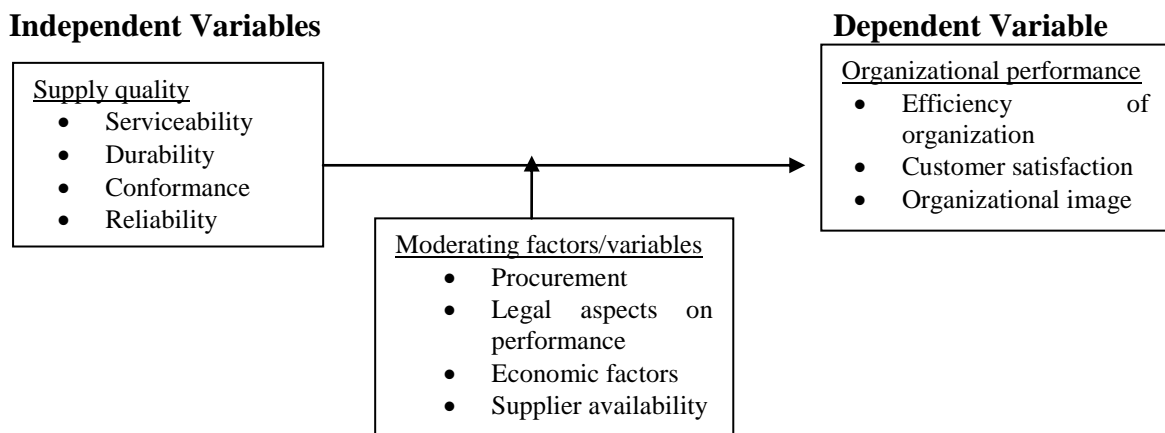 Independent Variables
Supply quality
• Serviceability
• Durability
• Conformance
• Reliability
Dependent Variable
Organizational performance
• Efficiency of
organization
• Customer satisfaction
• Organizational image
Moderating factors/variables
• Procurement
• Legal aspects on
performance
• Economic factors
• Supplier availability